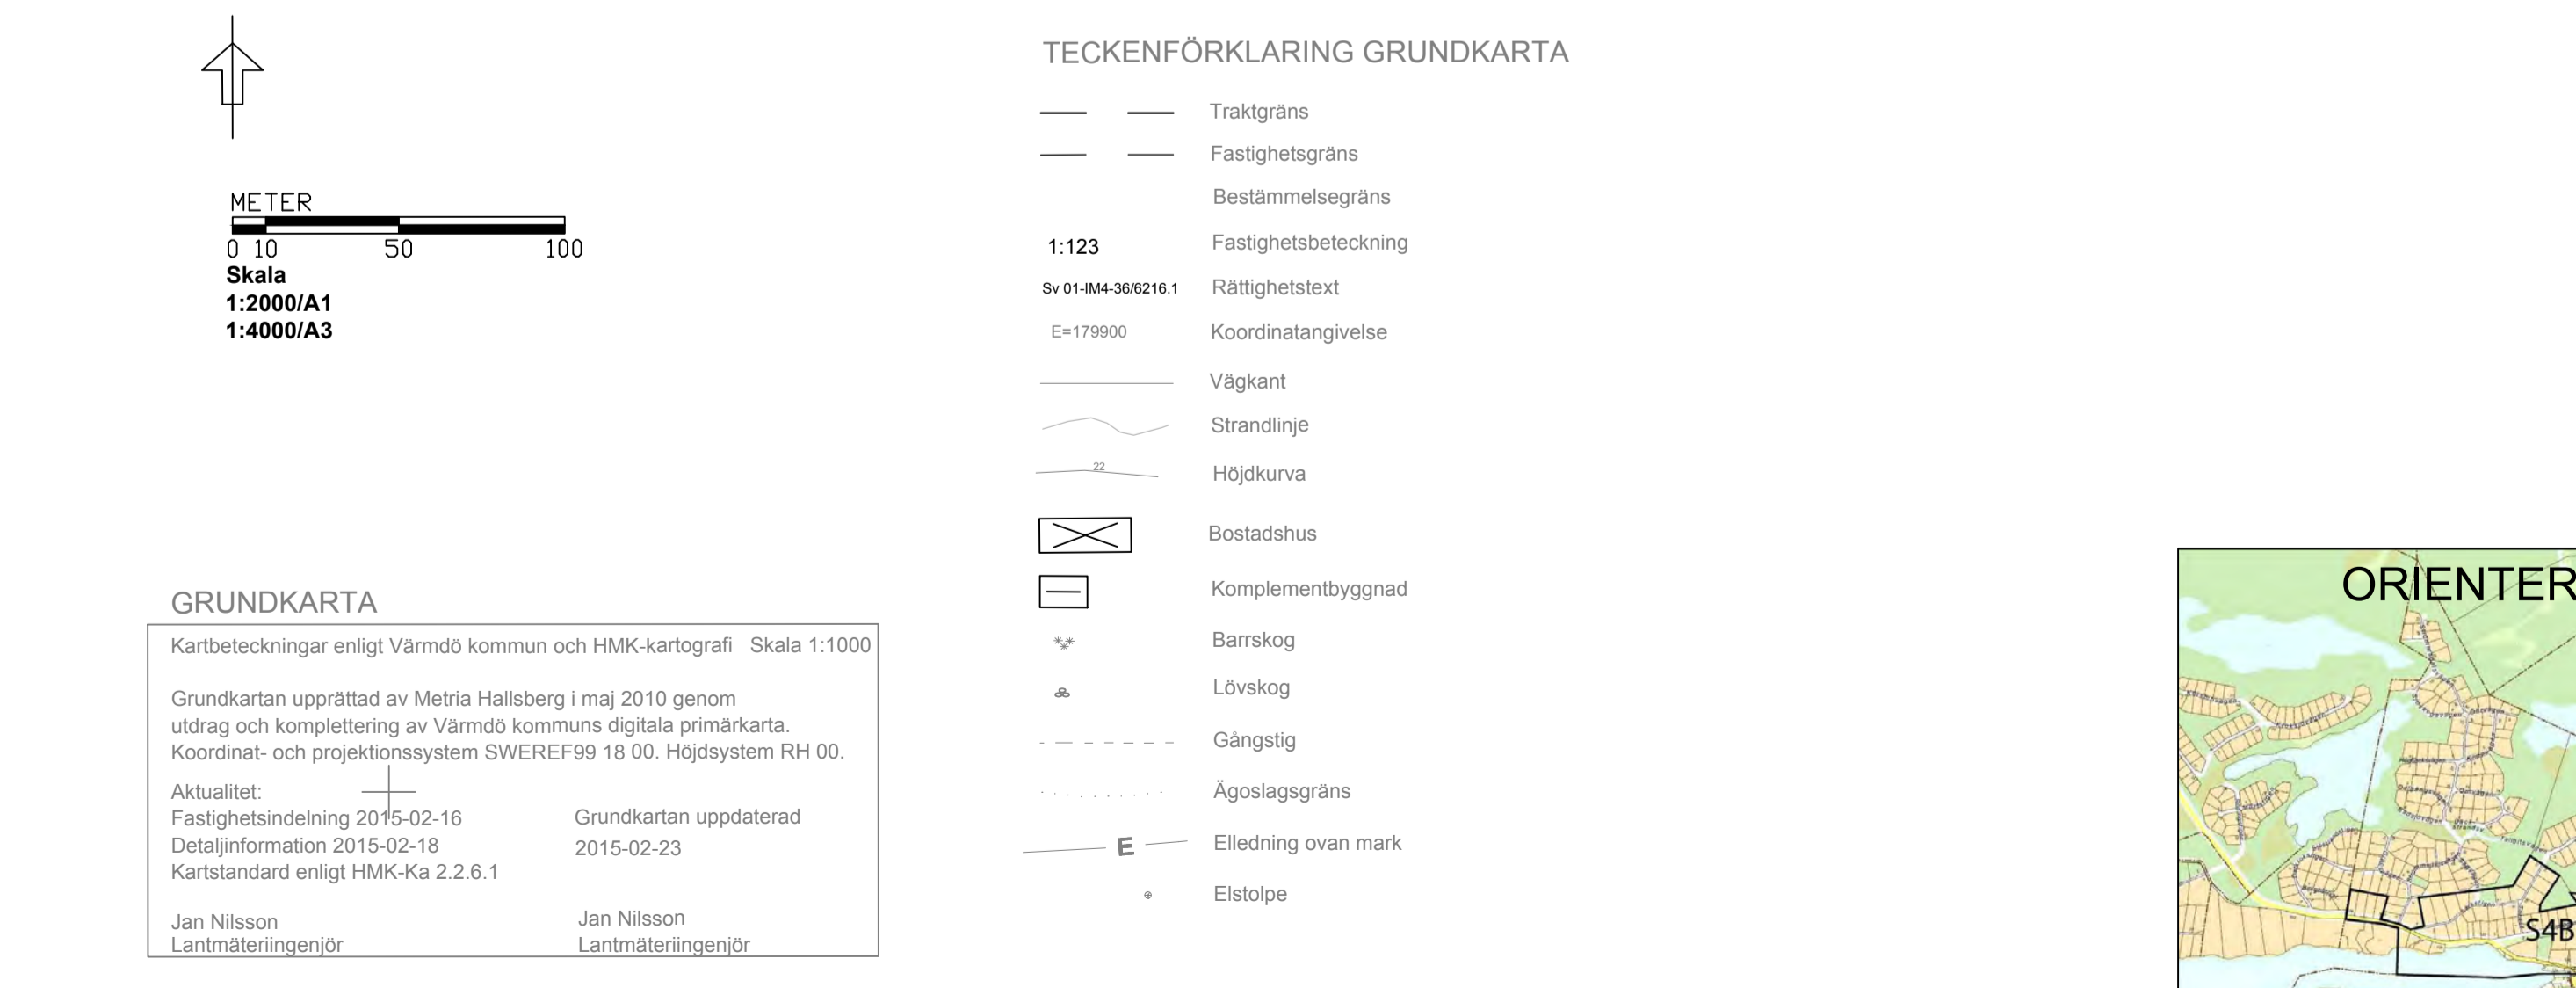 METER
0 10 50 100
Skala
1:2000/A1
1:4000/A3
GRUNDKARTA
Kartbeteckningar enligt Värmdö kommun och HMK-kartografi Skala 1:1000
Grundkartan upprättad av Metria Hallsberg i maj 2010 genom
utdrag och komplettering av Värmdö kommuns digitala primärkarta.
Koordinat- och projektionssystem SWEREF99 18 00. Höjdsystem RH 00.
Aktualitet:
Fastighetsindelning 2015-02-16
Detaljinformation 2015-02-18
Kartstandard enligt HMK-Ka 2.2.6.1
Jan Nilsson
Lantmäteriingenjör
Grundkartan uppdaterad
2015-02-23
Jan Nilsson
Lantmäteriingenjör
TECKENFÖRKLARING GRUNDKARTA
Traktgräns
Fastighetsgräns
Bestämmelsegräns
1:123 Fastighetsbeteckning
Sv 01-IM4-36/6216.1 Rättighetstext
E=179900 Koordinatangivelse
Vägkant
Strandlinje
22 Höjdkurva
Bostadshus
Komplementbyggnad
Barrskog
Lövskog
Gångstig
Ägoslagsgräns
E Elledning ovan mark
Elstolpe
ORIENTER
S4B